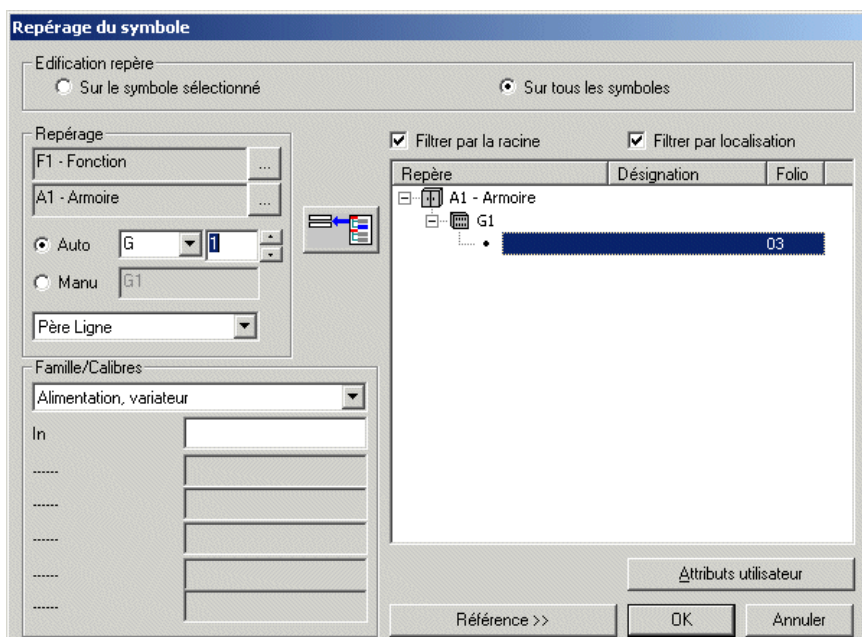 Repérage du symbole
Edification repère
Sur le symbole sélectionné
Sur tous les symboles
Repérage
F1 - Fonction
...
A1 - Armoire
...
Auto
G
1
Manu
G1
Père Ligne
Filtrer par la racine
Filtrer par localisation
Repère
Désignation
Folio
A1 - Armoire
G1
03
Famille/Calibres
Alimentation, variateur
In
------
------
------
------
------
Attributs utilisateur
Référence >>
OK
Annuler